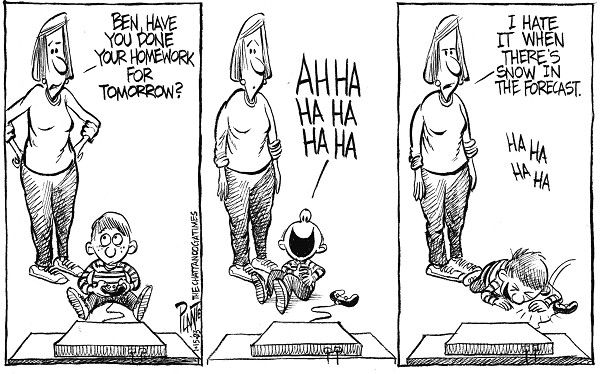 BEN, HAVE
YOU DONE
YOUR HOMEWORK
FOR
TOMORROW?
PLANTE
THE CHATTANOOGA TIMES
AH HA
HA HA
HA HA
I HATE
IT WHEN
THERE'S
SNOW IN
THE FORECAST.
HA HA
HA HA